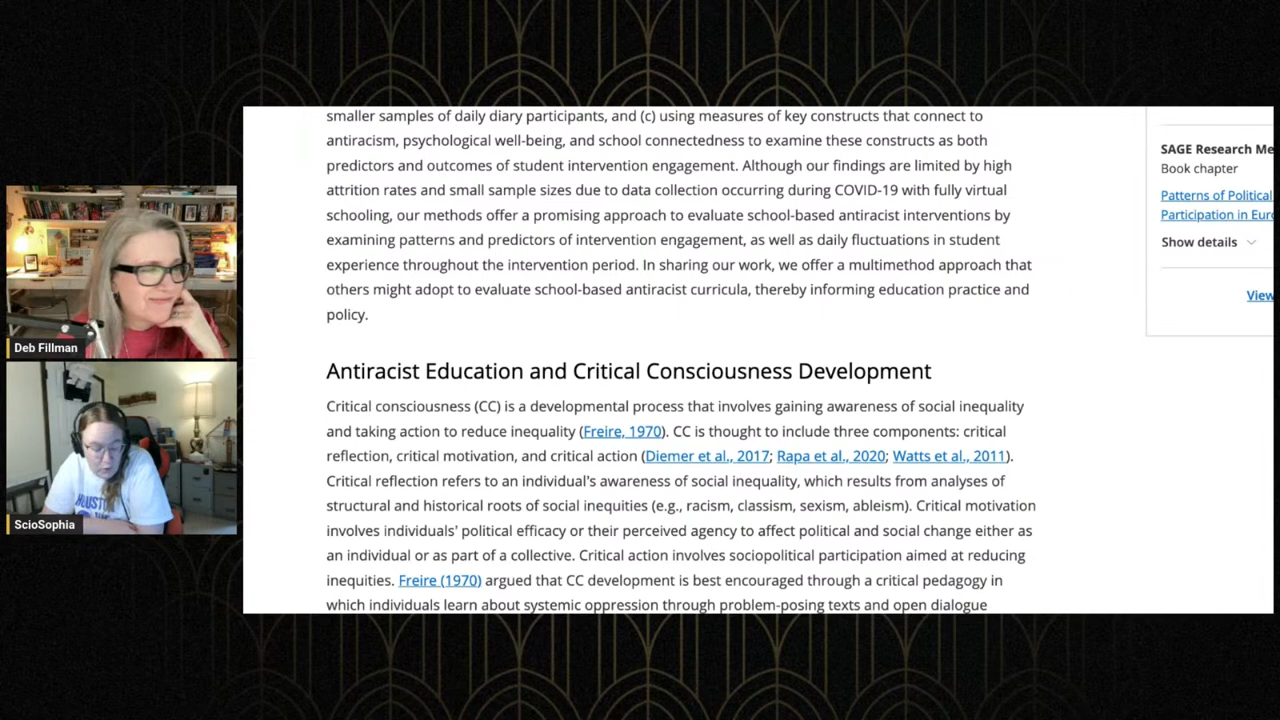 smaller samples of daily diary participants, and (c) using measures of key constructs that connect to
antiracism, psychological well-being, and school connectedness to examine these constructs as both
predictors and outcomes of student intervention engagement. Although our findings are limited by high
attrition rates and small sample sizes due to data collection occurring during COVID-19 with fully virtual
schooling, our methods offer a promising approach to evaluate school-based antiracist interventions by
examining patterns and predictors of intervention engagement, as well as daily fluctuations in student
experience throughout the intervention period. In sharing our work, we offer a multimethod approach that
others might adopt to evaluate school-based antiracist curricula, thereby informing education practice and
policy.
Antiracist Education and Critical Consciousness Development
Critical consciousness (CC) is a developmental process that involves gaining awareness of social inequality
and taking action to reduce inequality (Freire, 1970). CC is thought to include three components: critical
reflection, critical motivation, and critical action (Diemer et al., 2017; Rapa et al., 2020; Watts et al., 2011).
Critical reflection refers to an individual's awareness of social inequality, which results from analyses of
structural and historical roots of social inequities (e.g., racism, classism, sexism, ableism). Critical motivation
involves individuals' political efficacy or their perceived agency to affect political and social change either as
an individual or as part of a collective. Critical action involves sociopolitical participation aimed at reducing
inequities. Freire (1970) argued that CC development is best encouraged through a critical pedagogy in
which individuals learn about systemic oppression through problem-posing texts and open dialogue
SAGE Research Me
Book chapter
Patterns of Political
Participation in Euro
Show details
View
Deb Fillman
HOUSTON
ScioSophia